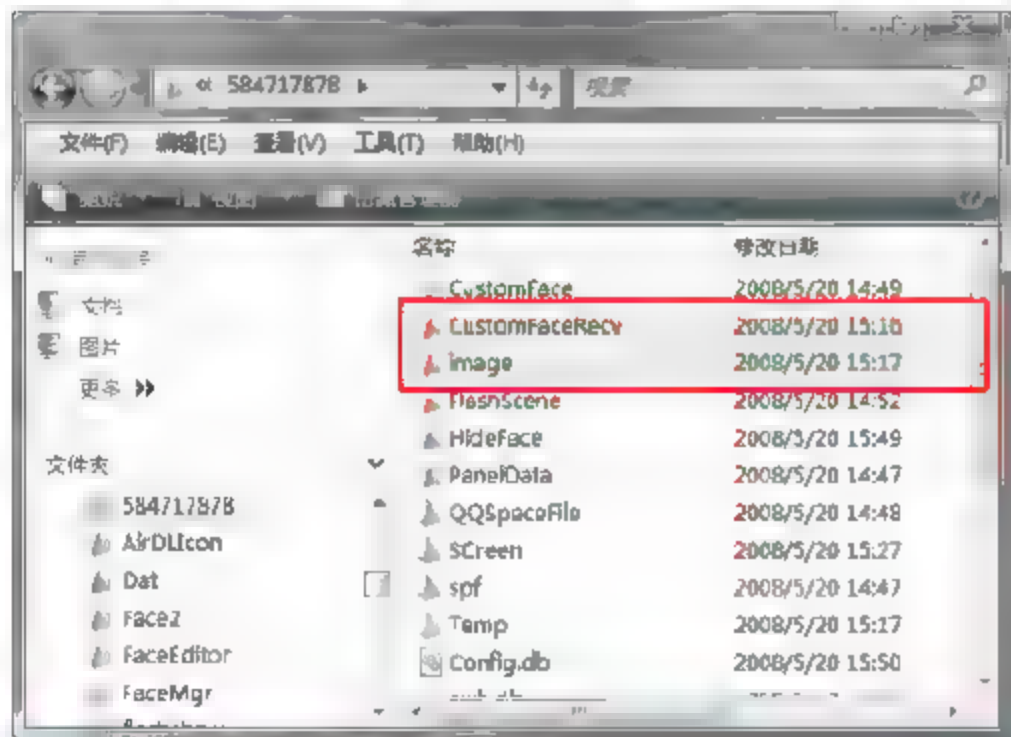 584717878
文件(F) 编辑(E) 查看(V) 工具(T) 帮助(H)
名称 修改日期
CustomFace 2008/5/20 14:49
文档
CustomFaceRecv 2008/5/20 15:16
图片
image 2008/5/20 15:17
更多
FlashScene 2008/5/20 14:52
HideFace 2008/5/20 15:49
文件夹
PanelData 2008/5/20 14:47
584717878
QQSpaceFile 2008/5/20 14:48
AirDLIcon
SCreen 2008/5/20 15:27
Dat
spf 2008/5/20 14:47
Face2
Temp 2008/5/20 15:17
FaceEditor
Config.db 2008/5/20 15:50
FaceMgr